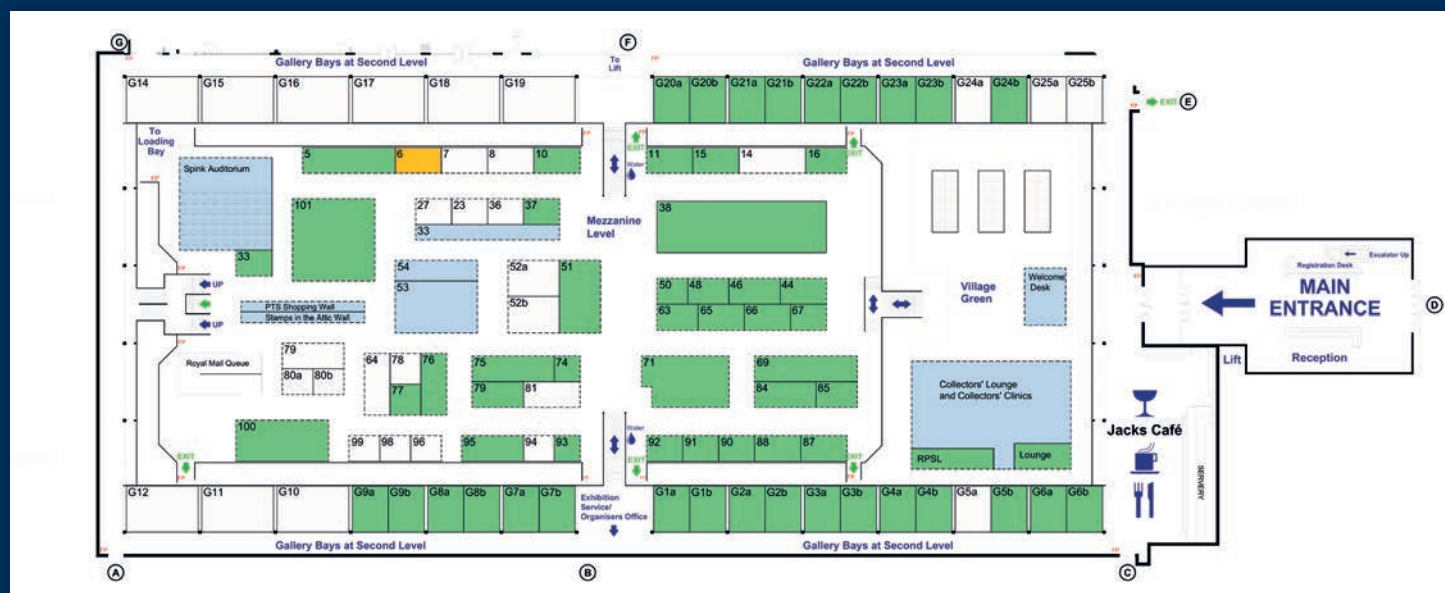 G
F
Gallery Bays at Second Level
To
Lift
Gallery Bays at Second Level
G14
G15
G16
G17
G18
G19
G20a
G20b
G21a
G21b
G22a
G22b
G23a
G23b
G24a
G24b
G25a
G25b
FP
EXIT
E
To
Loading
Bay
5
6
7
8
10
EXIT
Water
11
15
14
16
EXIT
Spink Auditorium
101
27
23
36
37
33
Mezzanine
Level
38
33
54
53
52a
52b
51
50
48
46
44
63
65
66
67
UP
UP
PTS Shopping Wall
Stamps in the Attic Wall
Village
Green
Welcome
Desk
Escalator Up
Registration Desk
MAIN
ENTRANCE
D
Lift
Reception
Royal Mail Queue
79
80a
80b
64
78
76
77
75
74
79
81
71
69
84
85
Collectors' Lounge
and Collectors' Clinics
RPSL
Lounge
Jacks Café
SERVERY
100
99
98
96
95
94
93
Water
92
91
90
88
87
EXIT
EXIT
EXIT
G12
G11
G10
G9a
G9b
G8a
G8b
G7a
G7b
Exhibition
Service/
Organisers Office
G1a
G1b
G2a
G2b
G3a
G3b
G4a
G4b
G5a
G5b
G6a
G6b
Gallery Bays at Second Level
Gallery Bays at Second Level
A
B
C